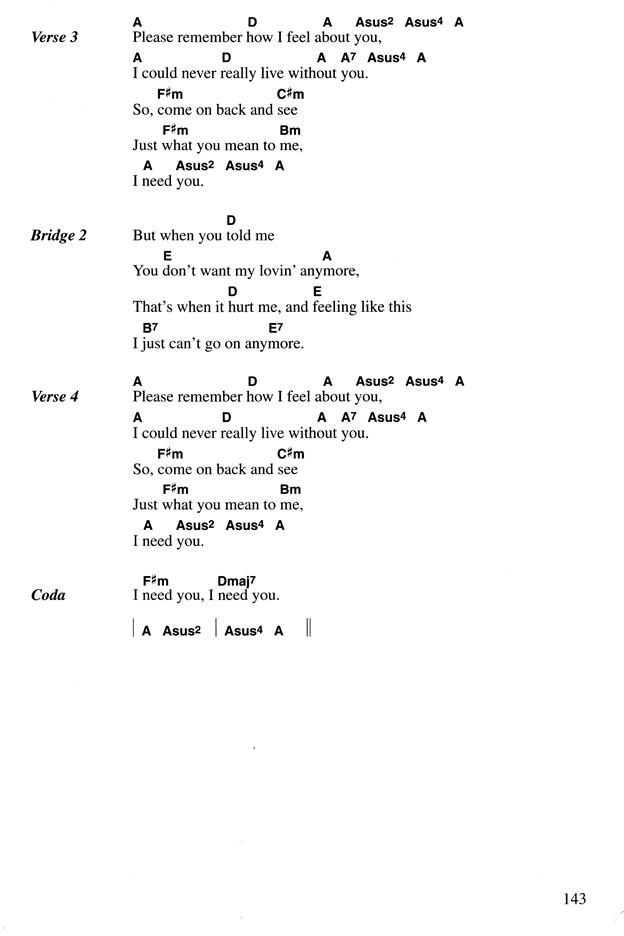 A D A Asus2 Asus4 A
Verse 3 Please remember how I feel about you,
A D A A7 Asus4 A
I could never really live without you.
F♯m C♯m
So, come on back and see
F♯m Bm
Just what you mean to me,
A Asus2 Asus4 A
I need you.
D
Bridge 2 But when you told me
E A
You don't want my lovin' anymore,
D E
That's when it hurt me, and feeling like this
B7 E7
I just can't go on anymore.
A D A Asus2 Asus4 A
Verse 4 Please remember how I feel about you,
A D A A7 Asus4 A
I could never really live without you.
F♯m C♯m
So, come on back and see
F♯m Bm
Just what you mean to me,
A Asus2 Asus4 A
I need you.
F♯m Dmaj7
Coda I need you, I need you.
| A Asus2 | Asus4 A ||
143